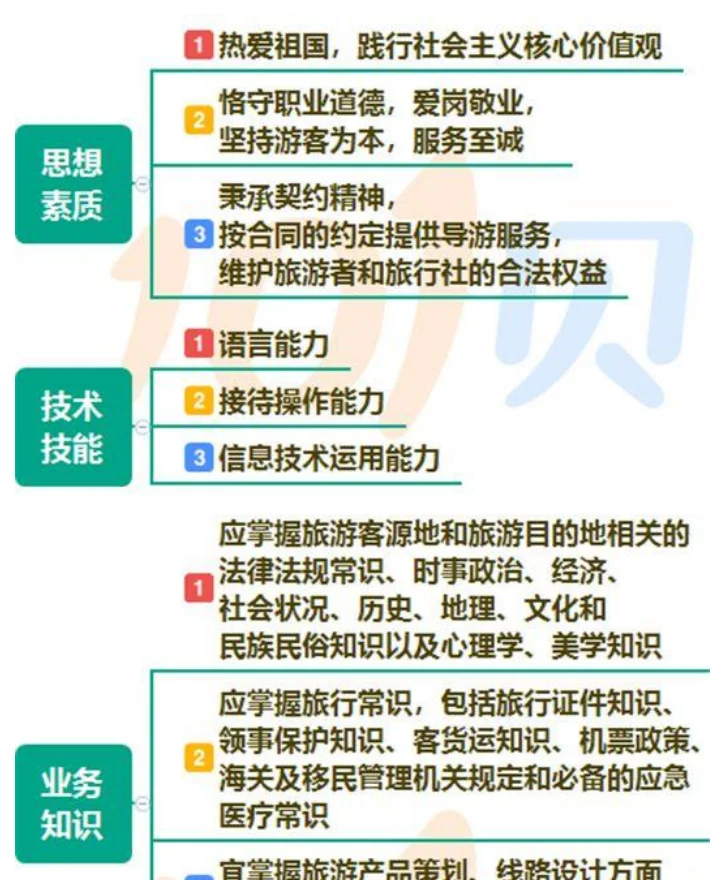 思想
素质
1 热爱祖国，践行社会主义核心价值观
2 恪守职业道德，爱岗敬业，
坚持游客为本，服务至诚
秉承契约精神，
3 按合同的约定提供导游服务，
维护旅游者和旅行社的合法权益
技术
技能
1 语言能力
2 接待操作能力
3 信息技术运用能力
业务
知识
应掌握旅游客源地和旅游目的地相关的
1 法律法规常识、时事政治、经济、
社会状况、历史、地理、文化和
民族民俗知识以及心理学、美学知识
应掌握旅行常识，包括旅行证件知识、
2 领事保护知识、客货运知识、机票政策、
海关及移民管理机关规定和必备的应急
医疗常识
宜掌握旅游产品策划、线路设计方面